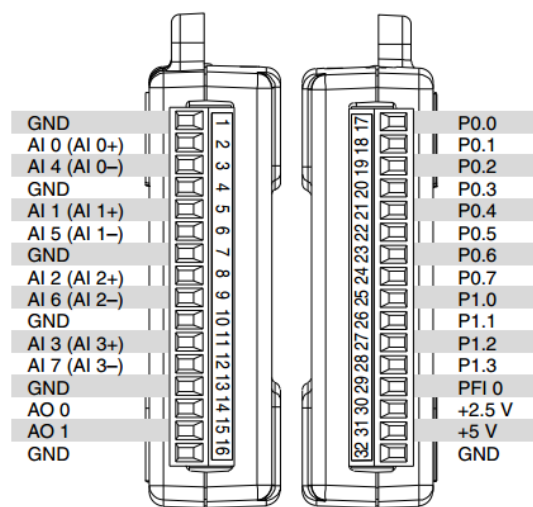 GND 1
AI 0 (AI 0+) 2
AI 4 (AI 0–) 3
GND 4
AI 1 (AI 1+) 5
AI 5 (AI 1–) 6
GND 7
AI 2 (AI 2+) 8
AI 6 (AI 2–) 9
GND 10
AI 3 (AI 3+) 11
AI 7 (AI 3–) 12
GND 13
AO 0 14
AO 1 15
GND 16
17 P0.0
18 P0.1
19 P0.2
20 P0.3
21 P0.4
22 P0.5
23 P0.6
24 P0.7
25 P1.0
26 P1.1
27 P1.2
28 P1.3
29 PFI 0
30 +2.5 V
31 +5 V
32 GND